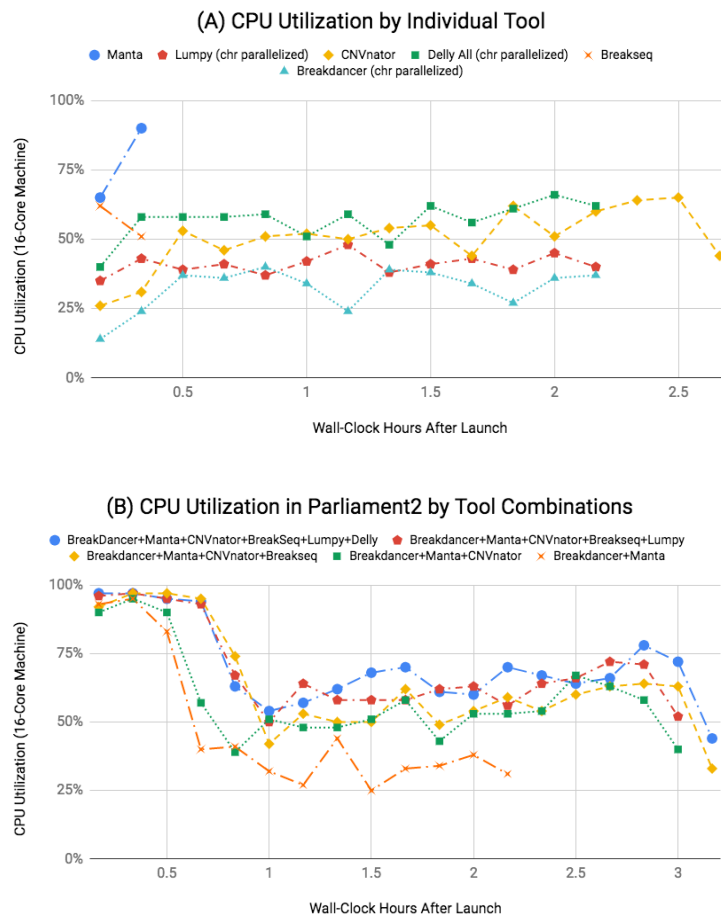 (A) CPU Utilization by Individual Tool
Manta Lumpy (chr parallelized) CNVnator Delly All (chr parallelized) Breakseq
Breakdancer (chr parallelized)
CPU Utilization (16-Core Machine)
100%
75%
50%
25%
0%
0.5 1 1.5 2 2.5
Wall-Clock Hours After Launch
(B) CPU Utilization in Parliament2 by Tool Combinations
BreakDancer+Manta+CNVnator+BreakSeq+Lumpy+Delly Breakdancer+Manta+CNVnator+Breakseq+Lumpy
Breakdancer+Manta+CNVnator+Breakseq Breakdancer+Manta+CNVnator Breakdancer+Manta
CPU Utilization (16-Core Machine)
100%
75%
50%
25%
0%
0.5 1 1.5 2 2.5 3
Wall-Clock Hours After Launch